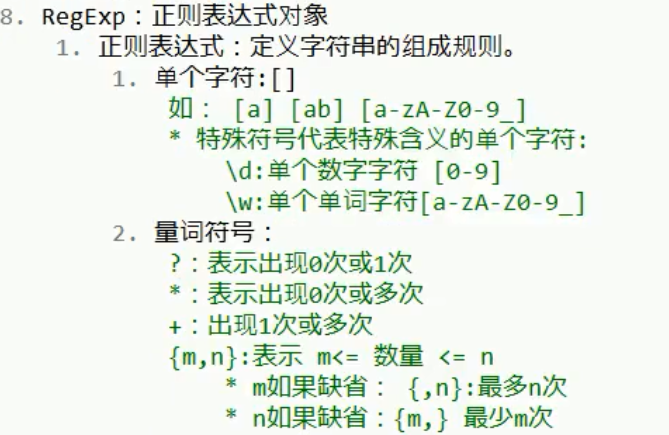 8. RegExp：正则表达式对象
1. 正则表达式：定义字符串的组成规则。
1. 单个字符:[]
如： [a] [ab] [a-zA-Z0-9_]
* 特殊符号代表特殊含义的单个字符:
\d:单个数字字符 [0-9]
\w:单个单词字符[a-zA-Z0-9_]
2. 量词符号：
?：表示出现0次或1次
*：表示出现0次或多次
+：出现1次或多次
{m,n}:表示 m<= 数量 <= n
* m如果缺省： {,n}:最多n次
* n如果缺省：{m,} 最少m次